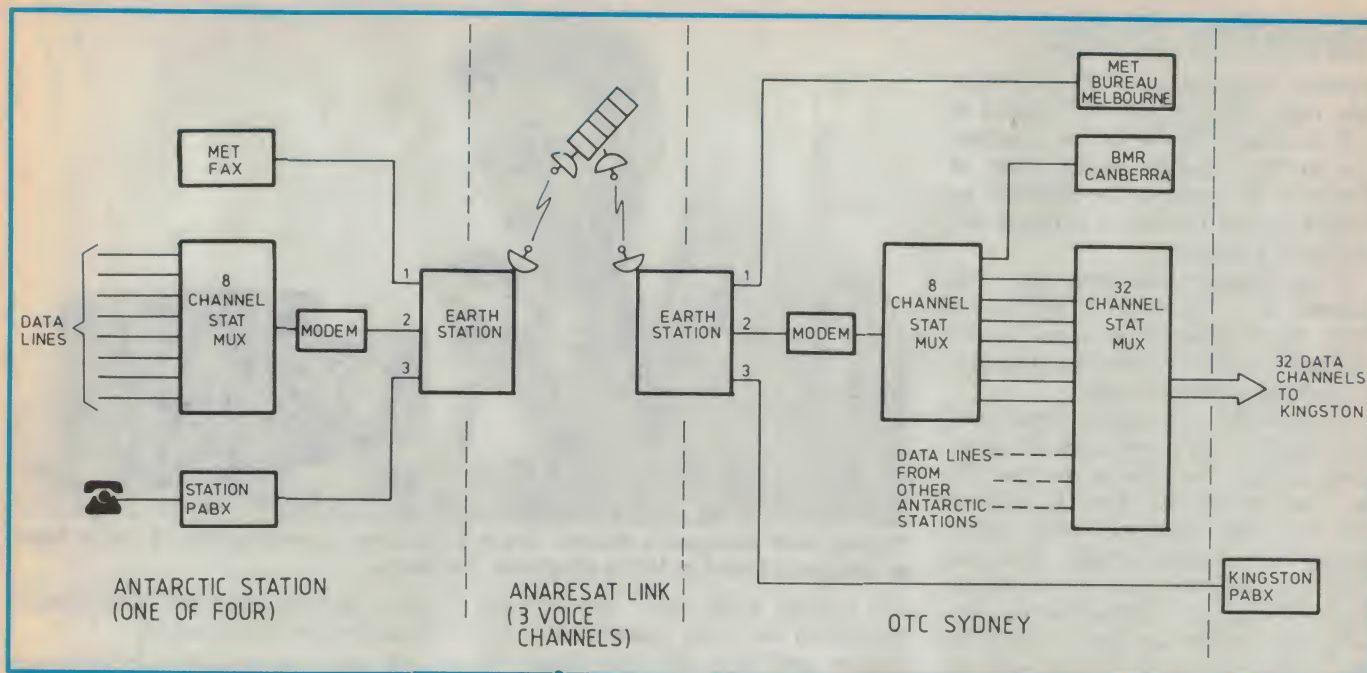 MET
FAX
DATA
LINES
8
CHANNEL
STAT
MUX
MODEM
1
2
3
EARTH
STATION
STATION
PABX
ANTARCTIC STATION
(ONE OF FOUR)
ANARESAT LINK
(3 VOICE
CHANNELS)
EARTH
STATION
1
2
3
MODEM
8
CHANNEL
STAT
MUX
MET
BUREAU
MELBOURNE
BMR
CANBERRA
32
CHANNEL
STAT
MUX
DATA LINES
FROM
OTHER
ANTARCTIC
STATIONS
OTC SYDNEY
32 DATA
CHANNELS
TO
KINGSTON
KINGSTON
PABX